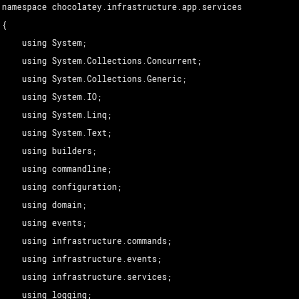 namespace chocolatey.infrastructure.app.services
{
    using System;
    using System.Collections.Concurrent;
    using System.Collections.Generic;
    using System.IO;
    using System.Linq;
    using System.Text;
    using builders;
    using commandline;
    using configuration;
    using domain;
    using events;
    using infrastructure.commands;
    using infrastructure.events;
    using infrastructure.services;
    using logging;